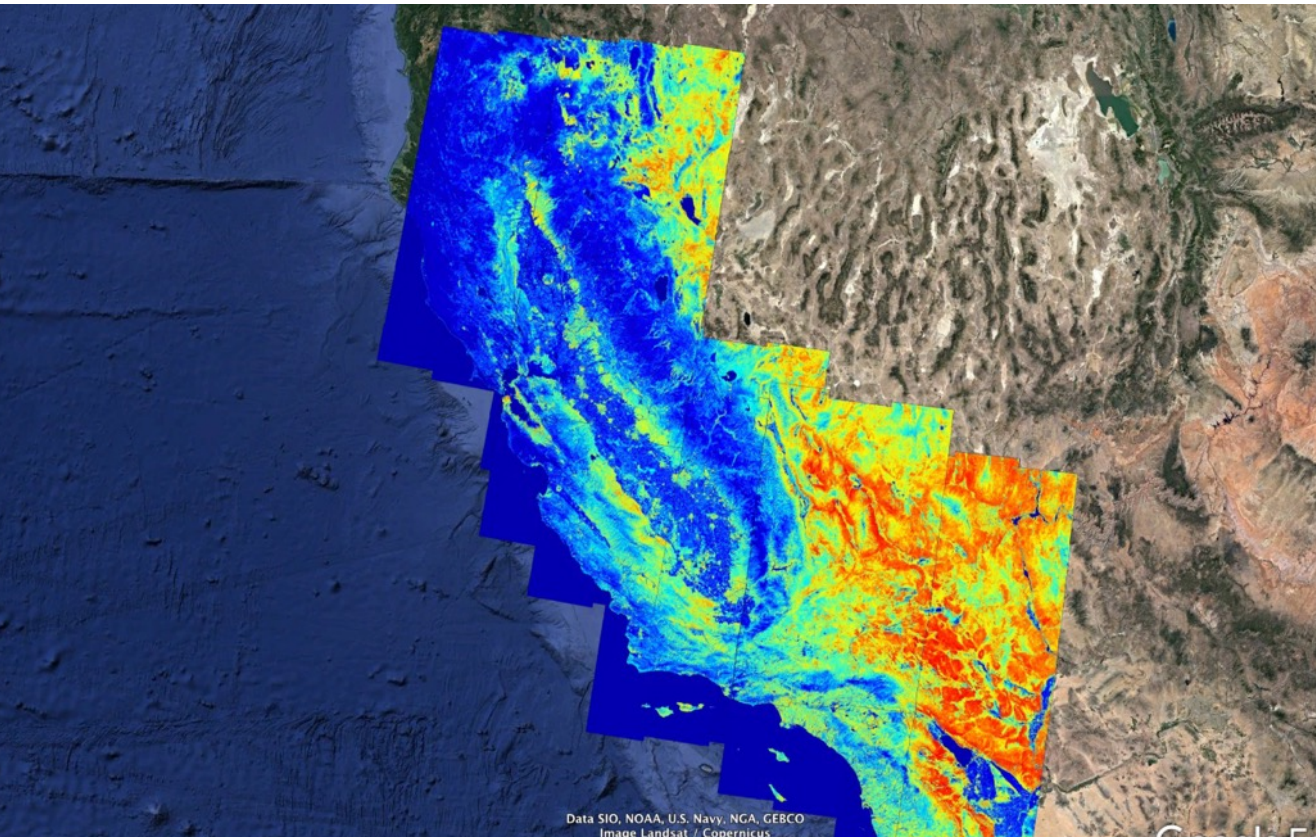 Data SIO, NOAA, U.S. Navy, NGA, GEBCO
Image Landsat / Copernicus